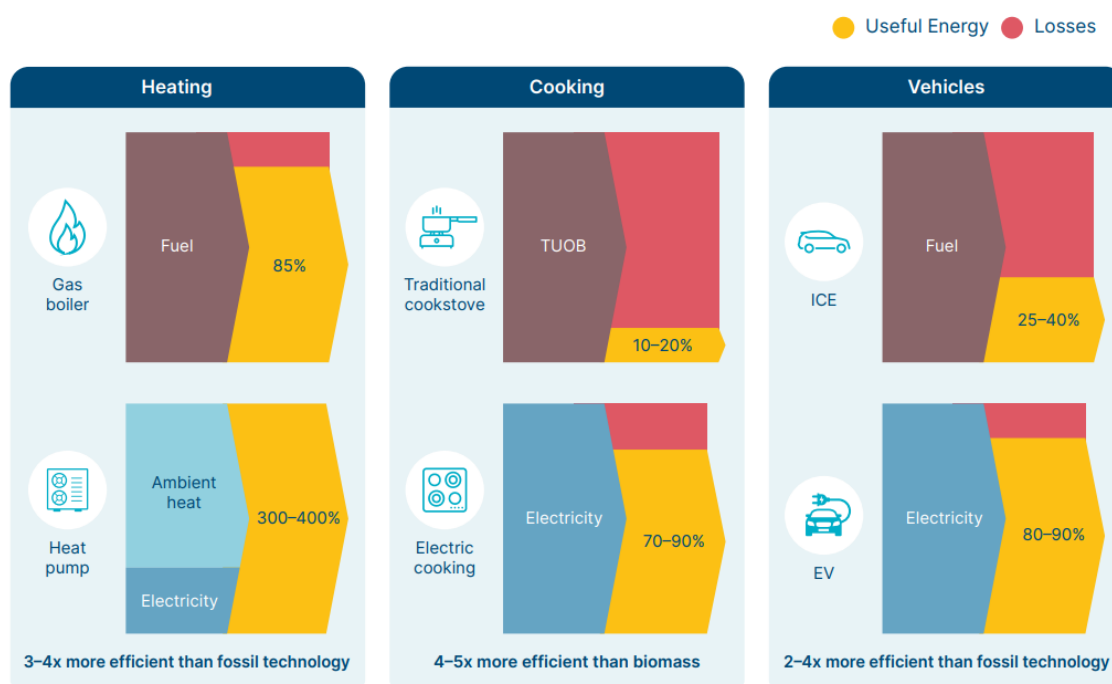 Useful Energy
Losses
Heating
Gas
boiler
Fuel
85%
Heat
pump
Ambient
heat
Electricity
300–400%
3–4x more efficient than fossil technology
Cooking
Traditional
cookstove
TUOB
10–20%
Electric
cooking
Electricity
70–90%
4–5x more efficient than biomass
Vehicles
ICE
Fuel
25–40%
EV
Electricity
80–90%
2–4x more efficient than fossil technology